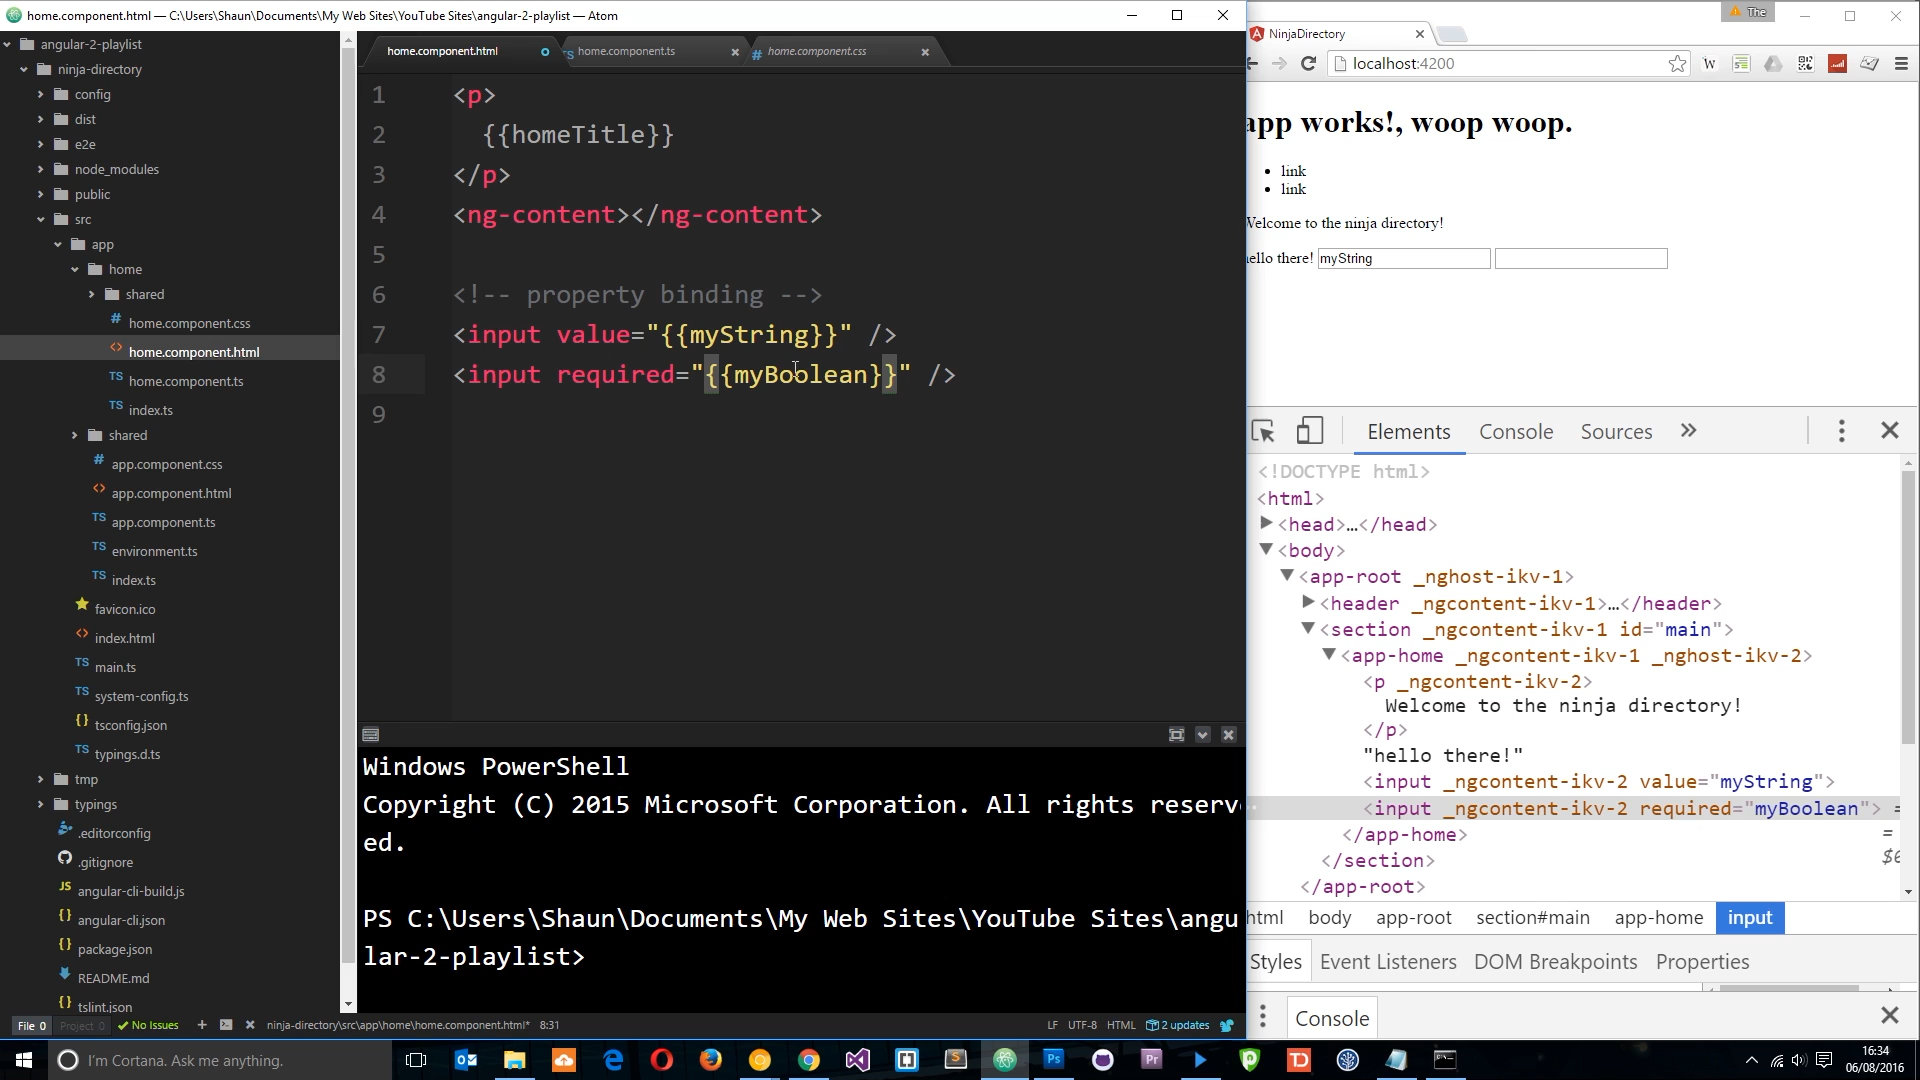 home.component.html — C:\Users\Shaun\Documents\My Web Sites\YouTube Sites\angular-2-playlist — Atom
angular-2-playlist
ninja-directory
config
dist
e2e
node_modules
public
src
app
home
shared
# home.component.css
<> home.component.html
TS home.component.ts
TS index.ts
shared
# app.component.css
<> app.component.html
TS app.component.ts
TS environment.ts
TS index.ts
favicon.ico
<> index.html
TS main.ts
TS system-config.ts
{} tsconfig.json
TS typings.d.ts
tmp
typings
.editorconfig
.gitignore
JS angular-cli-build.js
{} angular-cli.json
{} package.json
README.md
{} tslint.json
home.component.html
home.component.ts
# home.component.css
1 <p>
2 {{homeTitle}}
3 </p>
4 <ng-content></ng-content>
5
6 <!-- property binding -->
7 <input value="{{myString}}" />
8 <input required="{{myBoolean}}" />
9
Windows PowerShell
Copyright (C) 2015 Microsoft Corporation. All rights reserv
ed.
PS C:\Users\Shaun\Documents\My Web Sites\YouTube Sites\angu
lar-2-playlist>
File 0 Project 0 No Issues ninja-directory\src\app\home\home.component.html* 8:31 LF UTF-8 HTML 2 updates
The
NinjaDirectory
localhost:4200
app works!, woop woop.
link
link
Welcome to the ninja directory!
hello there! myString
Elements Console Sources
<!DOCTYPE html>
<html>
<head>…</head>
<body>
<app-root _nghost-ikv-1>
<header _ngcontent-ikv-1>…</header>
<section _ngcontent-ikv-1 id="main">
<app-home _ngcontent-ikv-1 _nghost-ikv-2>
<p _ngcontent-ikv-2>
Welcome to the ninja directory!
</p>
"hello there!"
<input _ngcontent-ikv-2 value="myString">
<input _ngcontent-ikv-2 required="myBoolean"> =
</app-home>
</section>
</app-root>
html body app-root section#main app-home input
Styles Event Listeners DOM Breakpoints Properties
Console
I'm Cortana. Ask me anything.
16:34
06/08/2016